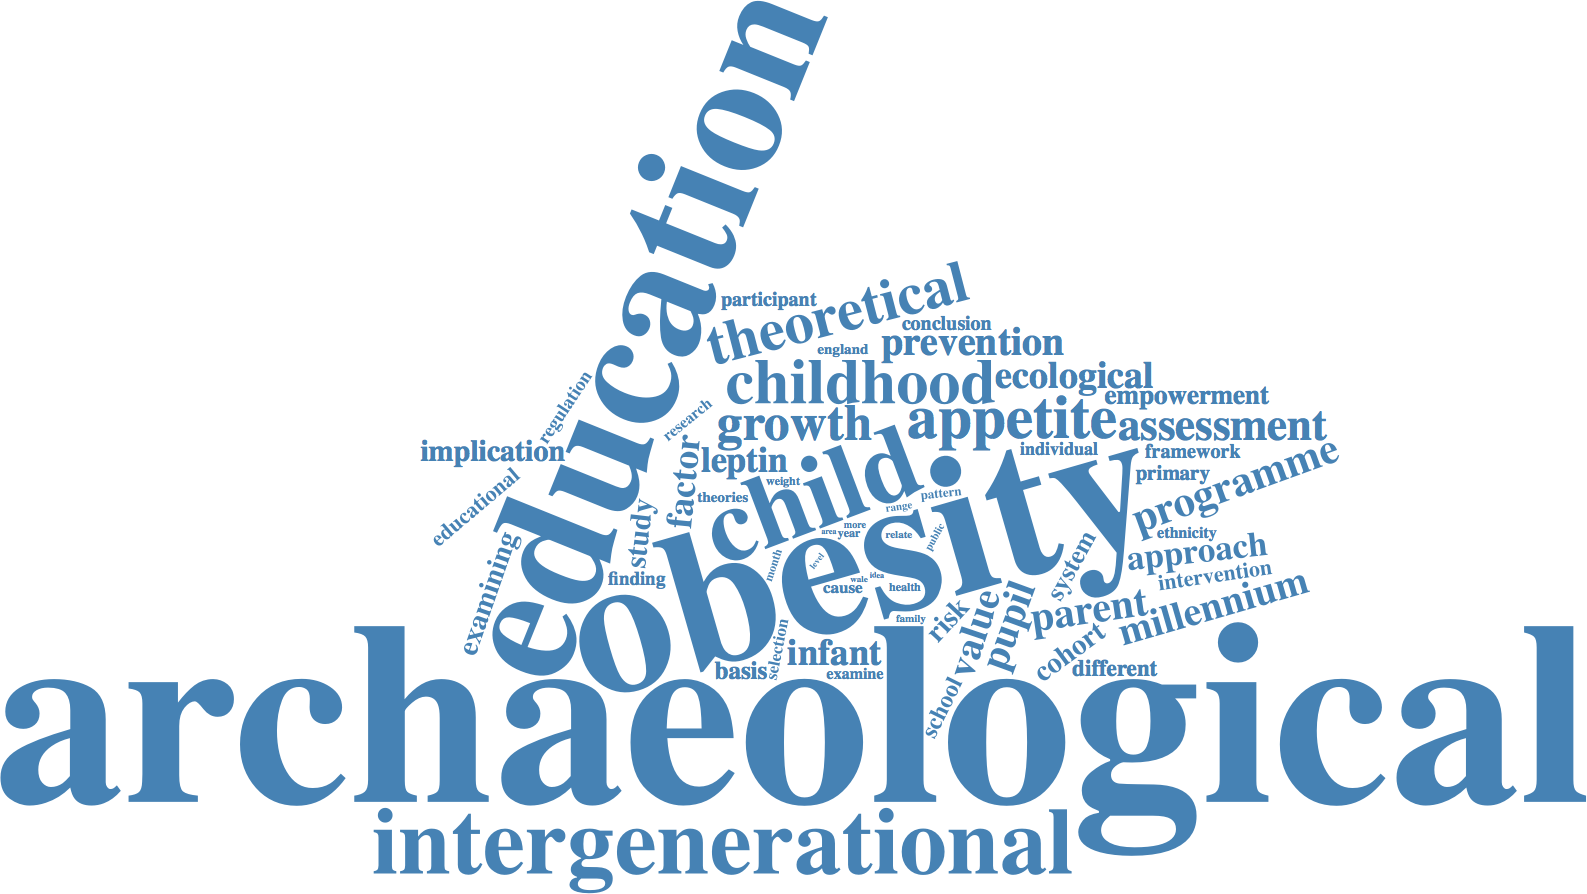 education
participant
theoretical
conclusion
england
prevention
childhood
ecological
regulation
empowerment
research
growth
appetite
assessment
implication
factor
leptin
child
individual
framework
programme
educational
theories
weight
obesity
primary
pattern
range
study
area
more
year
relate
public
ethnicity
examining
finding
month
level
wale
idea
cause
health
system
approach
intervention
family
risk
value
pupil
parent
millennium
cohort
basis
selection
infant
examine
different
school
archaeological
intergenerational